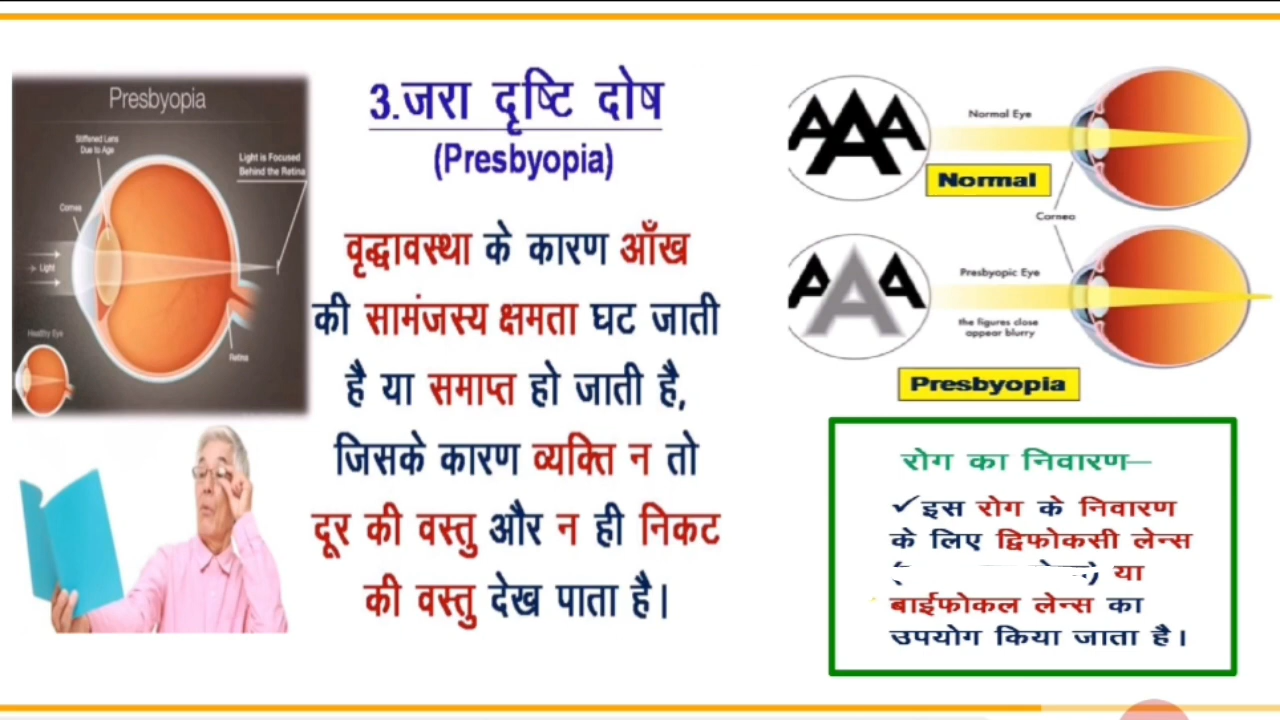 Presbyopia
Stiffened Lens
Due to Age
Light is Focused
Behind the Retina
Cornea
Light
Healthy Eye
Retina
3.जरा दृष्टि दोष
(Presbyopia)
वृद्धावस्था के कारण आँख
की सामंजस्य क्षमता घट जाती
है या समाप्त हो जाती है,
जिसके कारण व्यक्ति न तो
दूर की वस्तु और न ही निकट
की वस्तु देख पाता है।
AAA
Normal Eye
Normal
Cornea
AAA
Presbyopic Eye
the figures close
appear blurry
Presbyopia
रोग का निवारण–
✓इस रोग के निवारण
के लिए द्विफोकसी लेन्स
या
बाईफोकल लेन्स का
उपयोग किया जाता है।